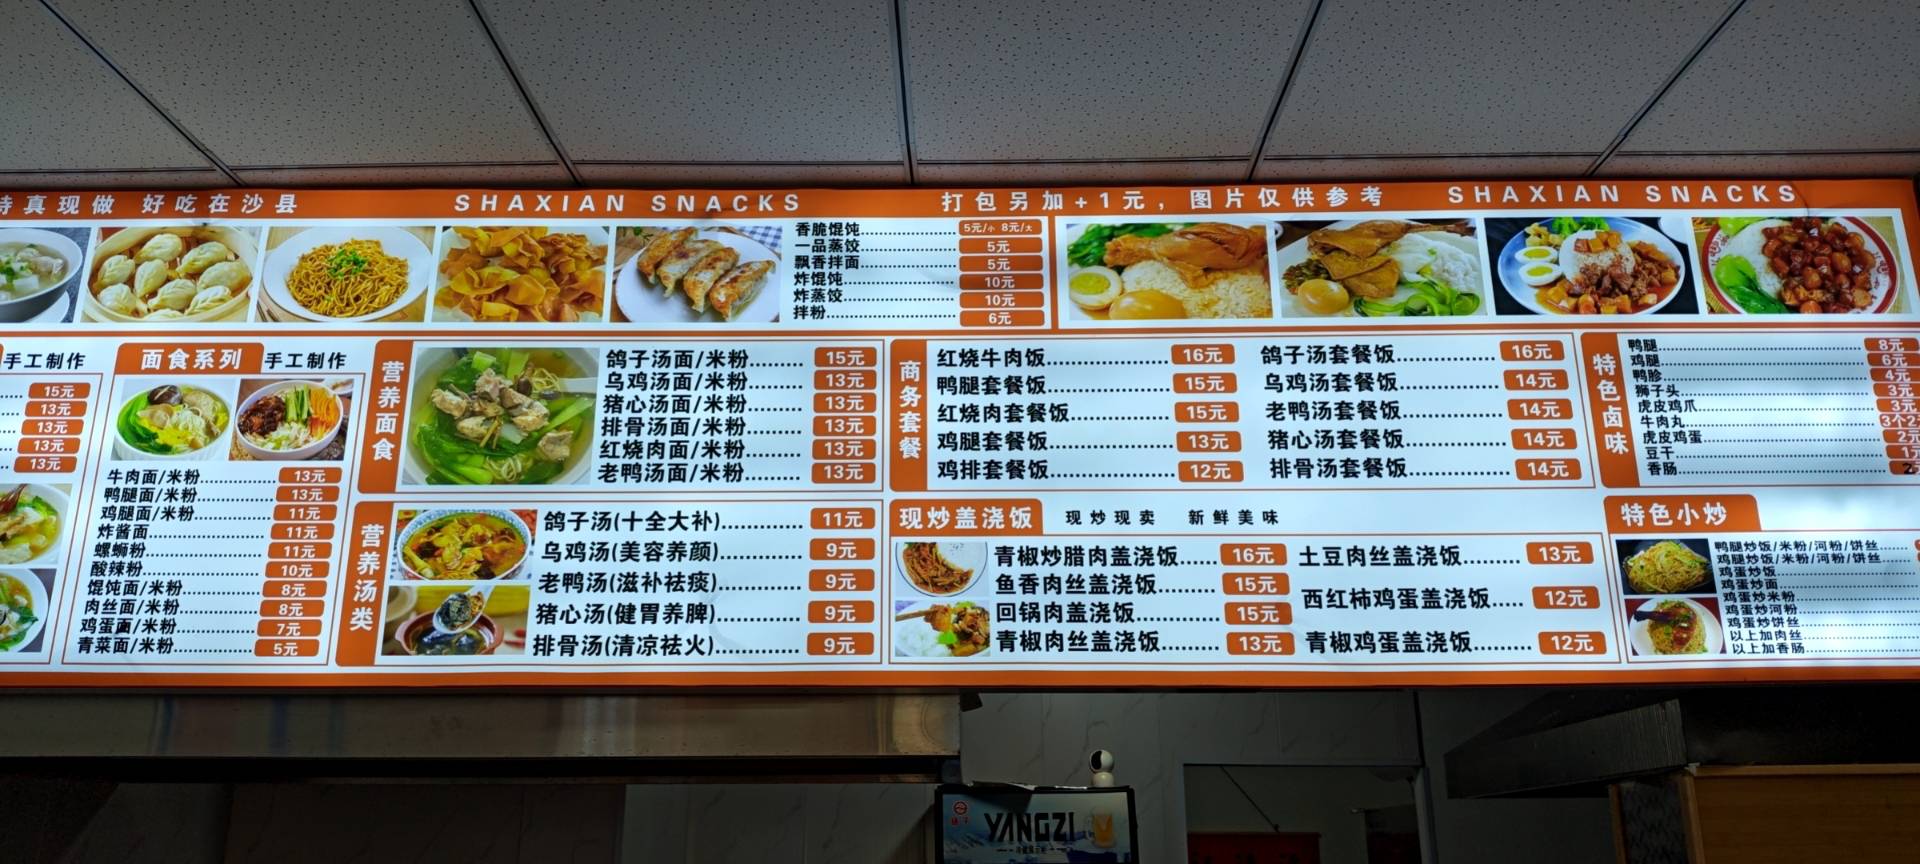 真现做 好吃在沙县
SHAXIAN SNACKS
打包另加+1元，图片仅供参考
SHAXIAN SNACKS
香脆馄饨 5元/小 8元/大
一品蒸饺 5元
飘香拌面 5元
炸馄饨 10元
炸蒸饺 10元
拌粉 6元
手工制作
15元
13元
13元
13元
13元
面食系列 手工制作
牛肉面/米粉 13元
鸭腿面/米粉 13元
鸡腿面/米粉 11元
炸酱面 11元
螺蛳粉 11元
酸辣粉 10元
馄饨面/米粉 8元
肉丝面/米粉 8元
鸡蛋面/米粉 7元
青菜面/米粉 5元
营养面食
鸽子汤面/米粉 15元
乌鸡汤面/米粉 13元
猪心汤面/米粉 13元
排骨汤面/米粉 13元
红烧肉面/米粉 13元
老鸭汤面/米粉 13元
营养汤类
鸽子汤(十全大补) 11元
乌鸡汤(美容养颜) 9元
老鸭汤(滋补祛痰) 9元
猪心汤(健胃养脾) 9元
排骨汤(清凉祛火) 9元
商务套餐
红烧牛肉饭 16元
鸭腿套餐饭 15元
红烧肉套餐饭 15元
鸡腿套餐饭 13元
鸡排套餐饭 12元
鸽子汤套餐饭 16元
乌鸡汤套餐饭 14元
老鸭汤套餐饭 14元
猪心汤套餐饭 14元
排骨汤套餐饭 14元
现炒盖浇饭 现炒现卖 新鲜美味
青椒炒腊肉盖浇饭 16元
鱼香肉丝盖浇饭 15元
回锅肉盖浇饭 15元
青椒肉丝盖浇饭 13元
土豆肉丝盖浇饭 13元
西红柿鸡蛋盖浇饭 12元
青椒鸡蛋盖浇饭 12元
特色卤味
鸭腿 8元
鸡腿 6元
鸭胗 4元
狮子头 3元
虎皮鸡爪 3元
牛肉丸 3个2
虎皮鸡蛋 2元
豆干 1元
香肠 2
特色小炒
鸭腿炒饭/米粉/河粉/饼丝
鸡腿炒饭/米粉/河粉/饼丝
鸡蛋炒饭
鸡蛋炒面
鸡蛋炒米粉
鸡蛋炒河粉
鸡蛋炒饼丝
以上加肉丝
以上加香肠
YANGZI